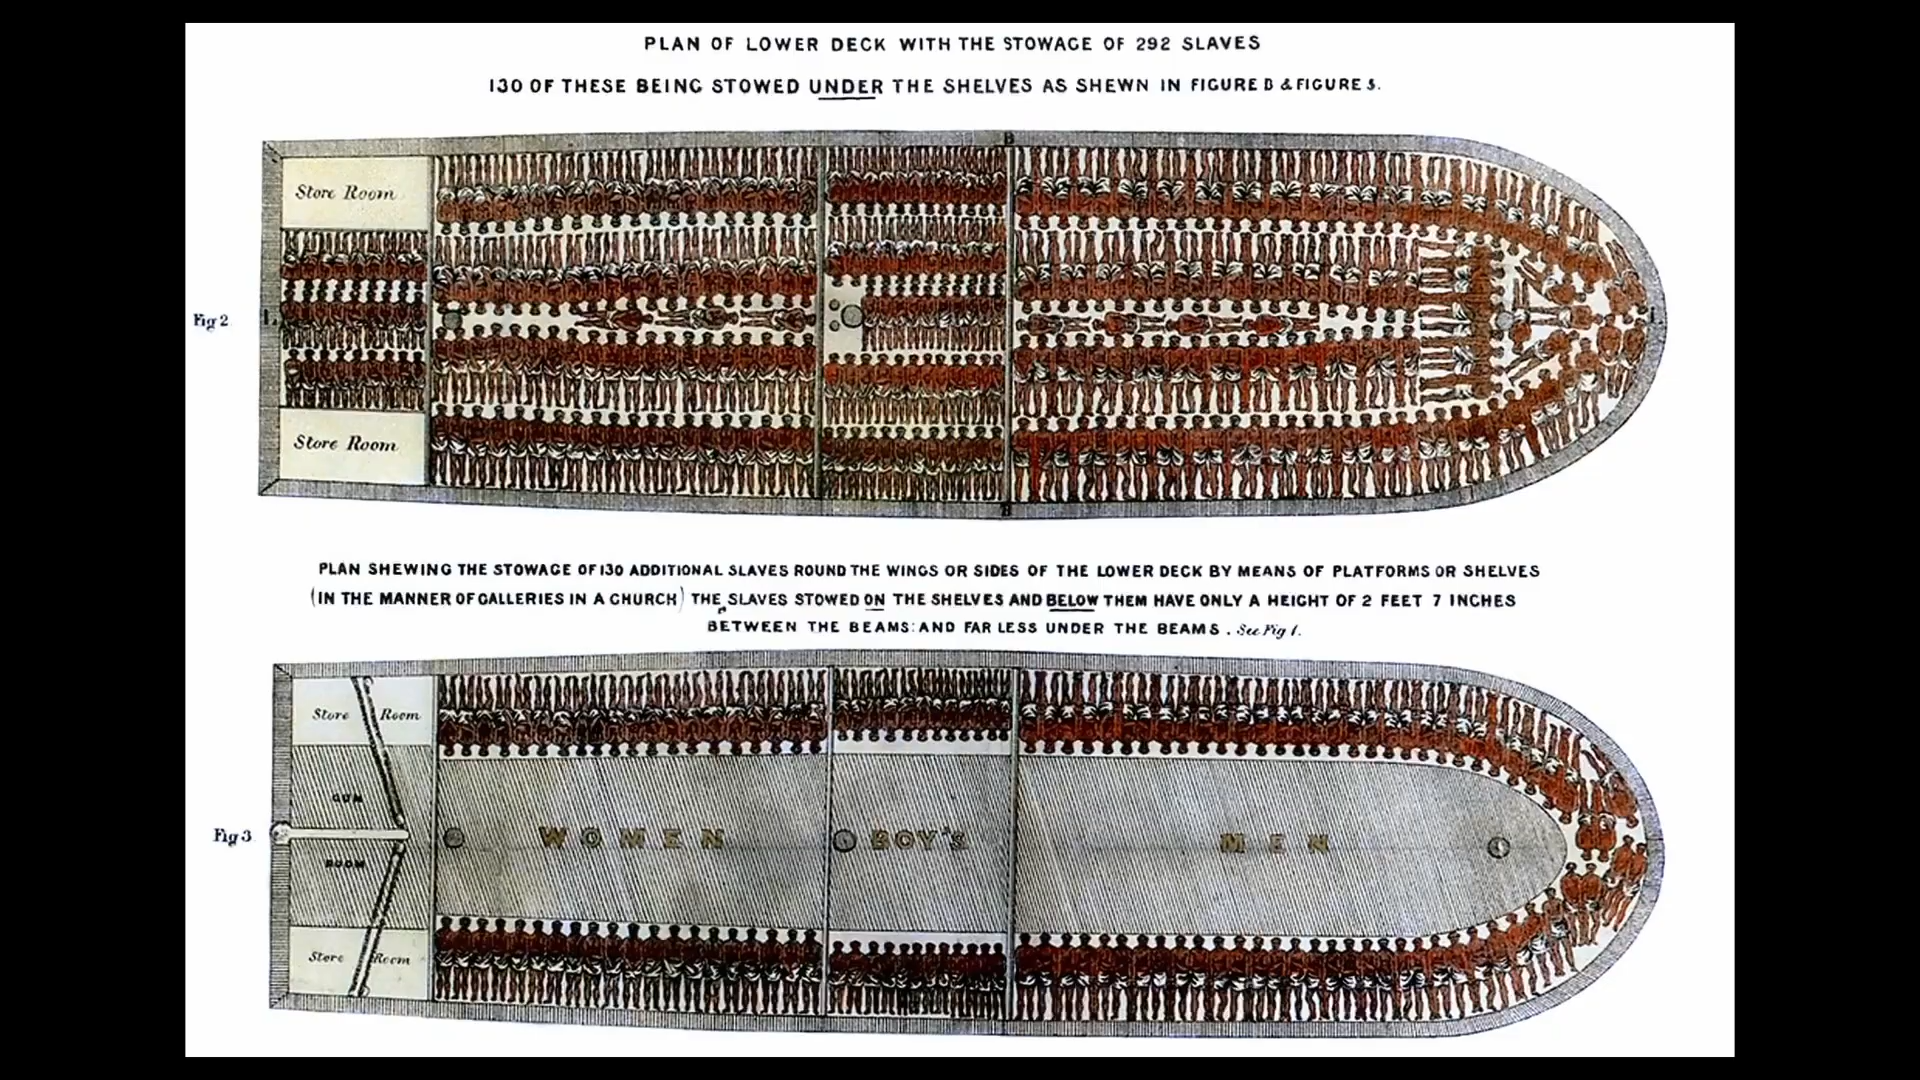 PLAN OF LOWER DECK WITH THE STOWAGE OF 292 SLAVES
130 OF THESE BEING STOWED UNDER THE SHELVES AS SHEWN IN FIGURE B & FIGURE 5.
B
Store Room
Fig 2
Store Room
B
PLAN SHEWING THE STOWAGE OF 130 ADDITIONAL SLAVES ROUND THE WINGS OR SIDES OF THE LOWER DECK BY MEANS OF PLATFORMS OR SHELVES
(IN THE MANNER OF GALLERIES IN A CHURCH) THE SLAVES STOWED ON THE SHELVES AND BELOW THEM HAVE ONLY A HEIGHT OF 2 FEET 7 INCHES
BETWEEN THE BEAMS: AND FAR LESS UNDER THE BEAMS. See Fig 1.
Store Room
GUN
Fig 3
WOMEN BOY'S MEN
ROOM
Store Room